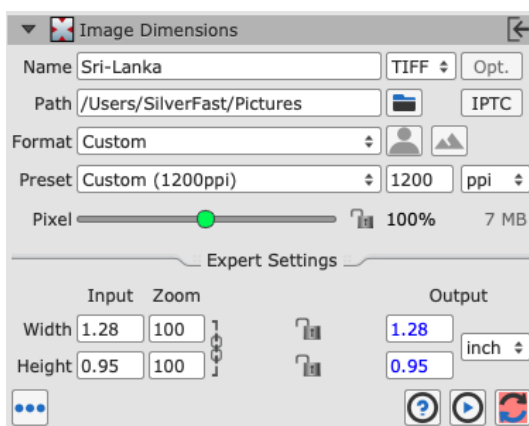 Image Dimensions
Name Sri-Lanka TIFF Opt.
Path /Users/SilverFast/Pictures IPTC
Format Custom
Preset Custom (1200ppi) 1200 ppi
Pixel 100% 7 MB
Expert Settings
Input Zoom Output
Width 1.28 100 1.28
inch
Height 0.95 100 0.95
?